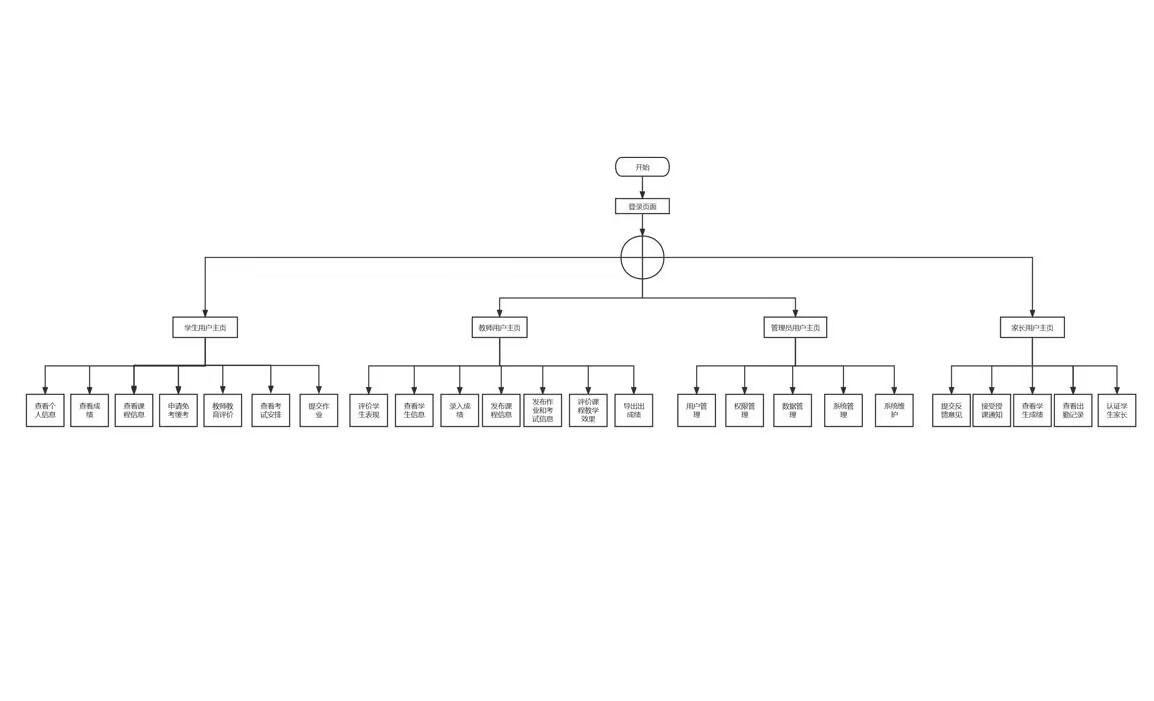 开始
登录页面
学生用户主页
教师用户主页
管理员用户主页
家长用户主页
查看个
人信息
查看成
绩
查看课
程信息
申请免
考缓考
教师教
育评价
查看考
试安排
提交作
业
评价学
生表现
查看学
生信息
录入成
绩
发布课
程信息
发布作
业和考
试信息
评价课
程教学
效果
导出出
成绩
用户管
理
权限管
理
数据管
理
系统管
理
系统维
护
提交反
馈意见
接受授
课通知
查看学
生成绩
查看出
勤记录
认证学
生家长